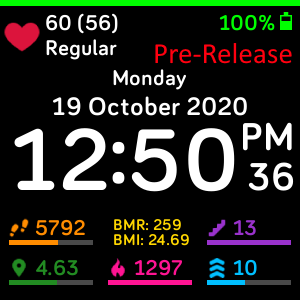 60 (56)
100%
Regular
Pre-Release
Monday
19 October 2020
12:50 PM
36
5792
BMR: 259
BMI: 24.69
13
4.63
1297
10